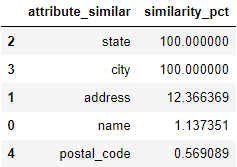 attribute_similar similarity_pct
2 state 100.000000
3 city 100.000000
1 address 12.366369
0 name 1.137351
4 postal_code 0.569089